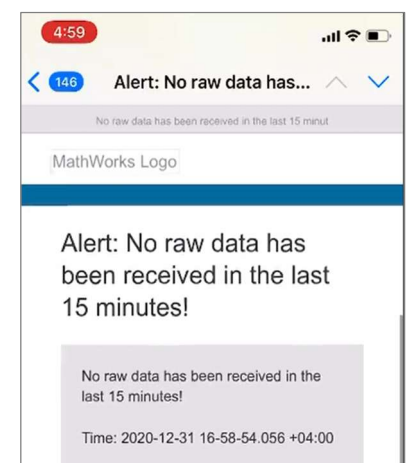 4:59
146 Alert: No raw data has...
No raw data has been received in the last 15 minut
MathWorks Logo
Alert: No raw data has
been received in the last
15 minutes!
No raw data has been received in the
last 15 minutes!
Time: 2020-12-31 16-58-54.056 +04:00